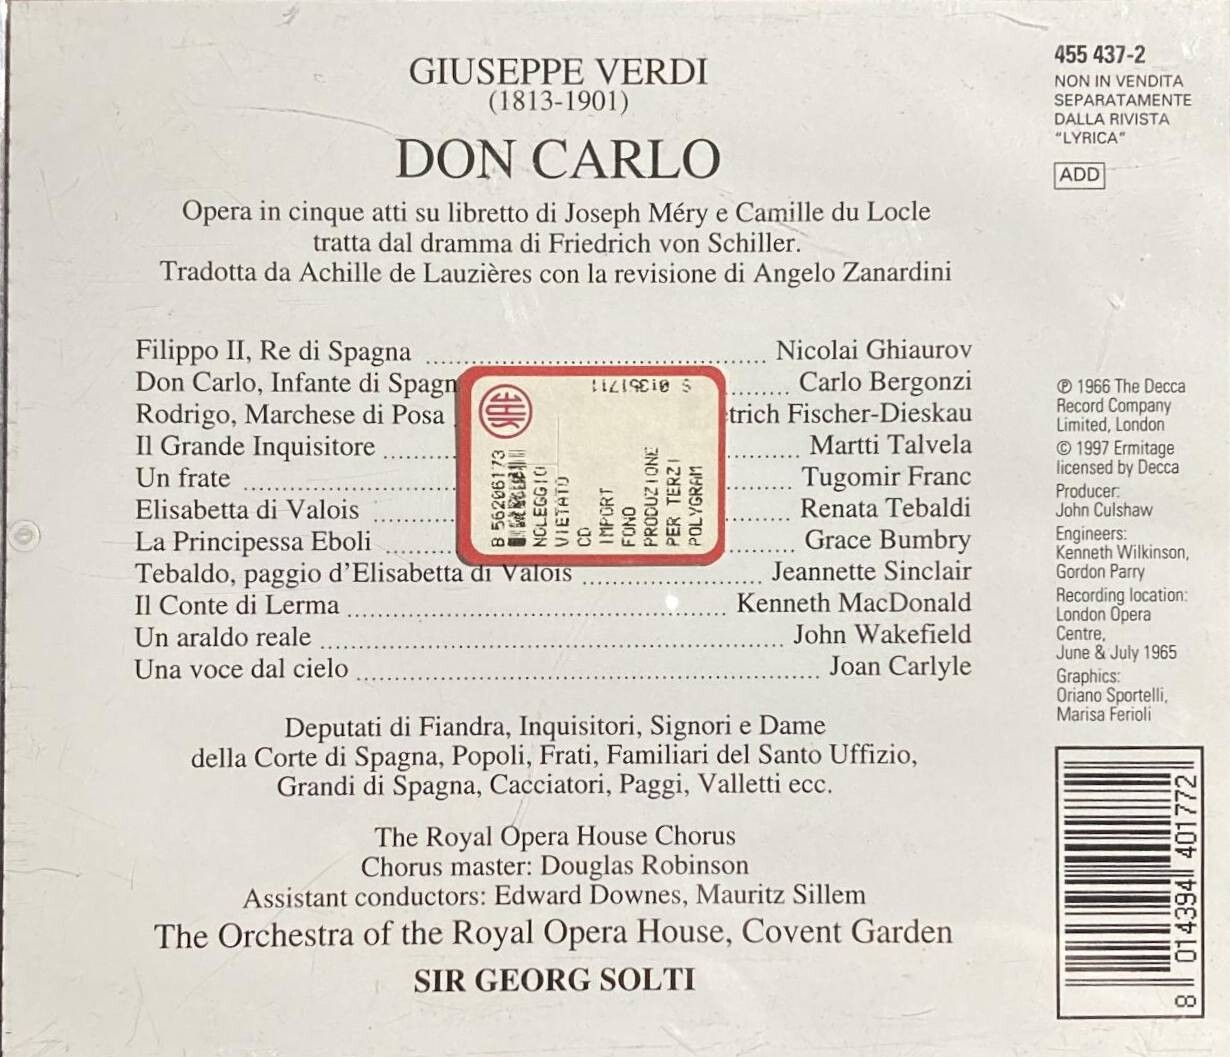 GIUSEPPE VERDI
(1813-1901)
DON CARLO
Opera in cinque atti su libretto di Joseph Méry e Camille du Locle
tratta dal dramma di Friedrich von Schiller.
Tradotta da Achille de Lauzières con la revisione di Angelo Zanardini
Filippo II, Re di Spagna ........ Nicolai Ghiaurov
Don Carlo, Infante di Spagn ........ Carlo Bergonzi
Rodrigo, Marchese di Posa trich Fischer-Dieskau
Il Grande Inquisitore ........ Martti Talvela
Un frate ........ Tugomir Franc
Elisabetta di Valois ........ Renata Tebaldi
La Principessa Eboli ........ Grace Bumbry
Tebaldo, paggio d'Elisabetta di Valois ........ Jeannette Sinclair
Il Conte di Lerma ........ Kenneth MacDonald
Un araldo reale ........ John Wakefield
Una voce dal cielo ........ Joan Carlyle
SIAE
B 56206173
NOLEGGIO
VIETATO
CD
IMPORT
FONO
PRODUZIONE
PER TERZI
POLYGRAM
Deputati di Fiandra, Inquisitori, Signori e Dame
della Corte di Spagna, Popoli, Frati, Familiari del Santo Uffizio,
Grandi di Spagna, Cacciatori, Paggi, Valletti ecc.
The Royal Opera House Chorus
Chorus master: Douglas Robinson
Assistant conductors: Edward Downes, Mauritz Sillem
The Orchestra of the Royal Opera House, Covent Garden
SIR GEORG SOLTI
455 437-2
NON IN VENDITA
SEPARATAMENTE
DALLA RIVISTA
"LYRICA"
ADD
℗ 1966 The Decca
Record Company
Limited, London
© 1997 Ermitage
licensed by Decca
Producer:
John Culshaw
Engineers:
Kenneth Wilkinson,
Gordon Parry
Recording location:
London Opera
Centre,
June & July 1965
Graphics:
Oriano Sportelli,
Marisa Ferioli
8 014394 401772